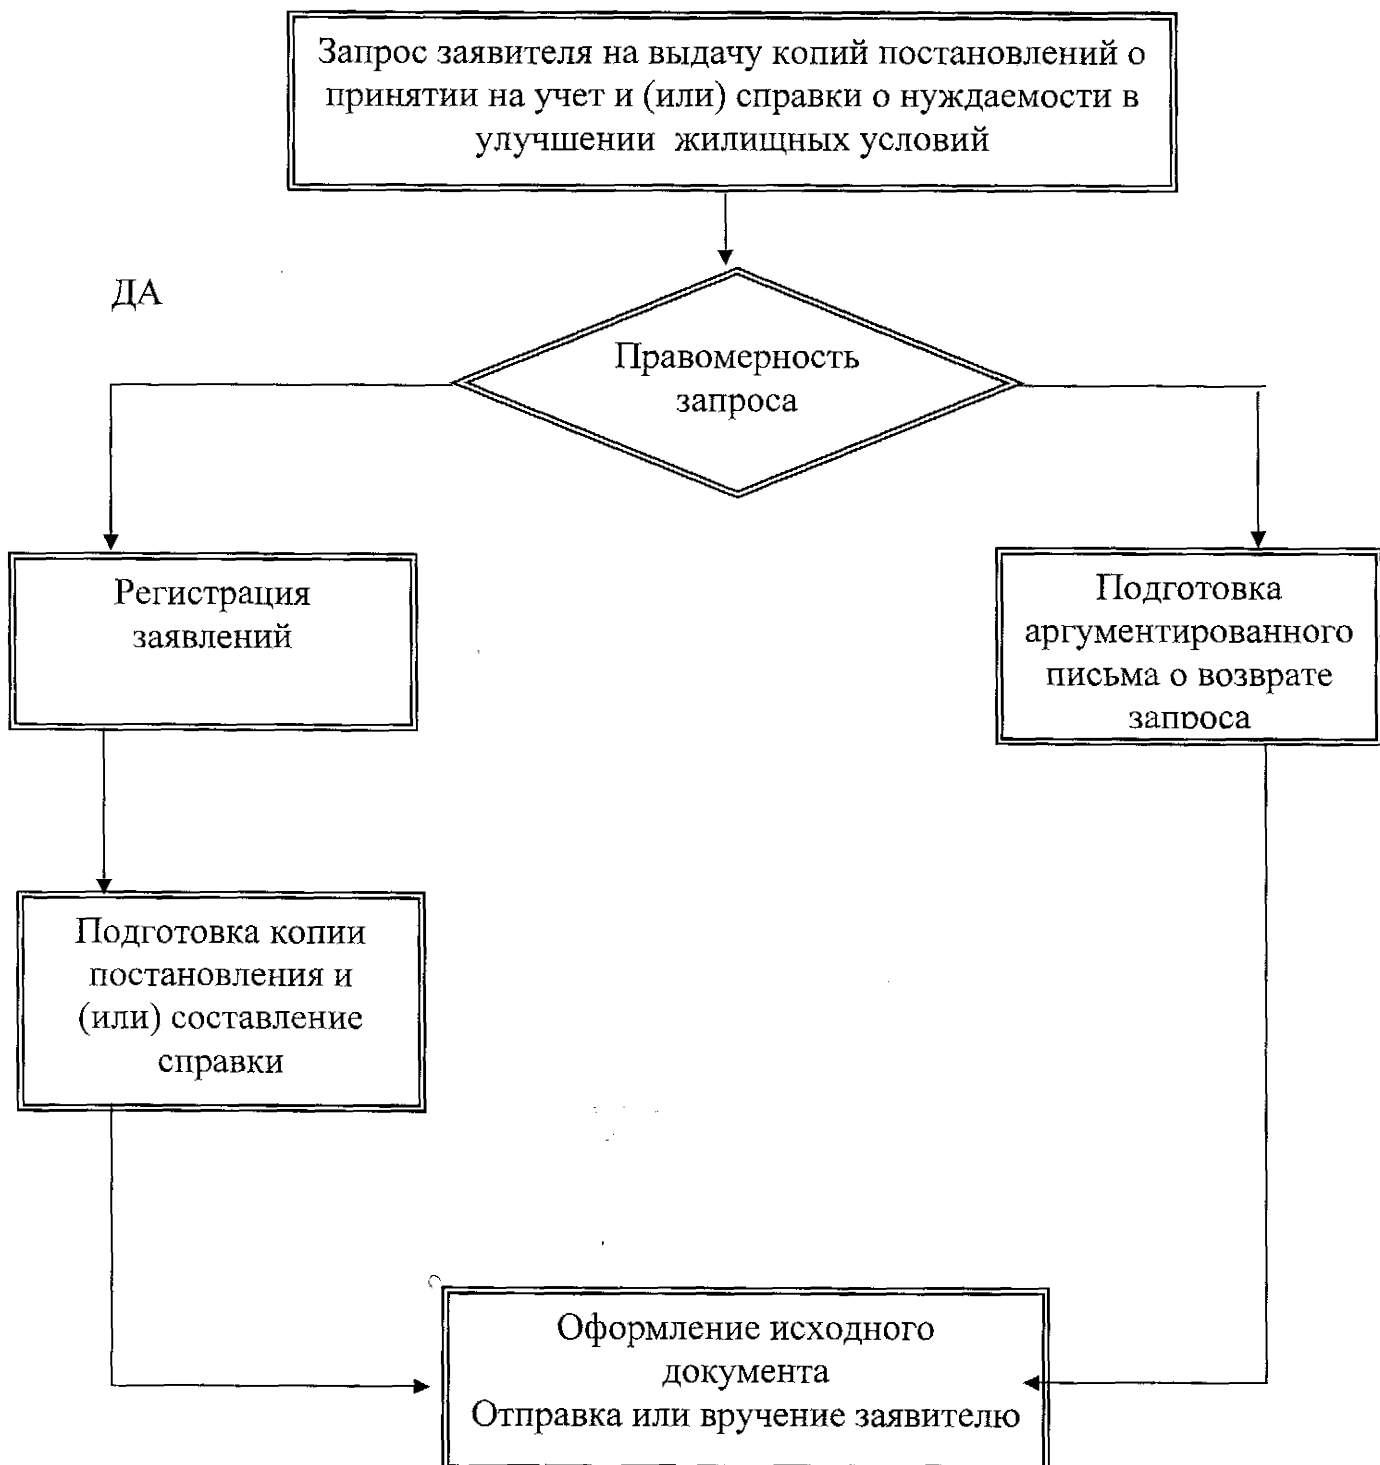 Запрос заявителя на выдачу копий постановлений о
принятии на учет и (или) справки о нуждаемости в
улучшении жилищных условий
ДА
Правомерность
запроса
Регистрация
заявлений
Подготовка
аргументированного
письма о возврате
запроса
Подготовка копии
постановления и
(или) составление
справки
Оформление исходного
документа
Отправка или вручение заявителю